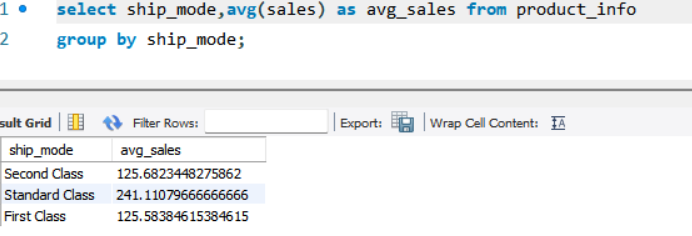 1 select ship_mode,avg(sales) as avg_sales from product_info
2 group by ship_mode;
sult Grid Filter Rows: Export: Wrap Cell Content: IA
ship_mode avg_sales
Second Class 125.6823448275862
Standard Class 241.11079666666666
First Class 125.58384615384615